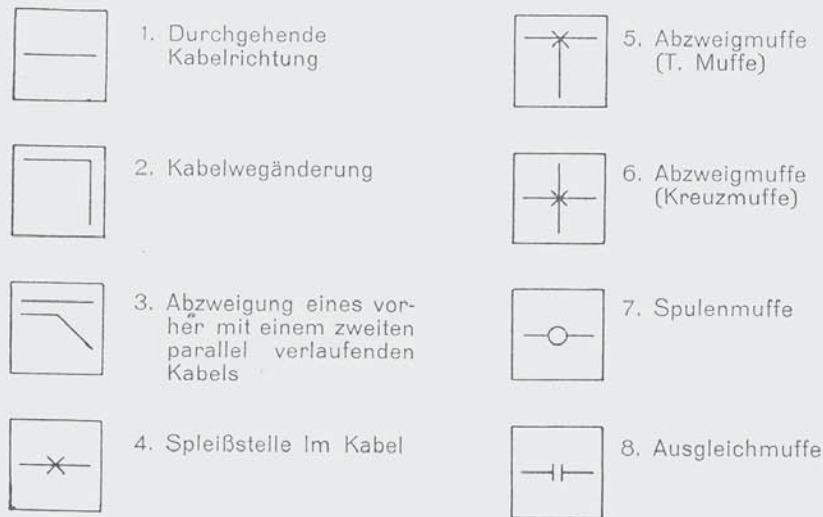 1. Durchgehende
Kabelrichtung
2. Kabelwegänderung
3. Abzweigung eines vor-
her mit einem zweiten
parallel verlaufenden
Kabels
4. Spleißstelle Im Kabel
5. Abzweigmuffe
(T. Muffe)
6. Abzweigmuffe
(Kreuzmuffe)
7. Spulenmuffe
8. Ausgleichmuffe